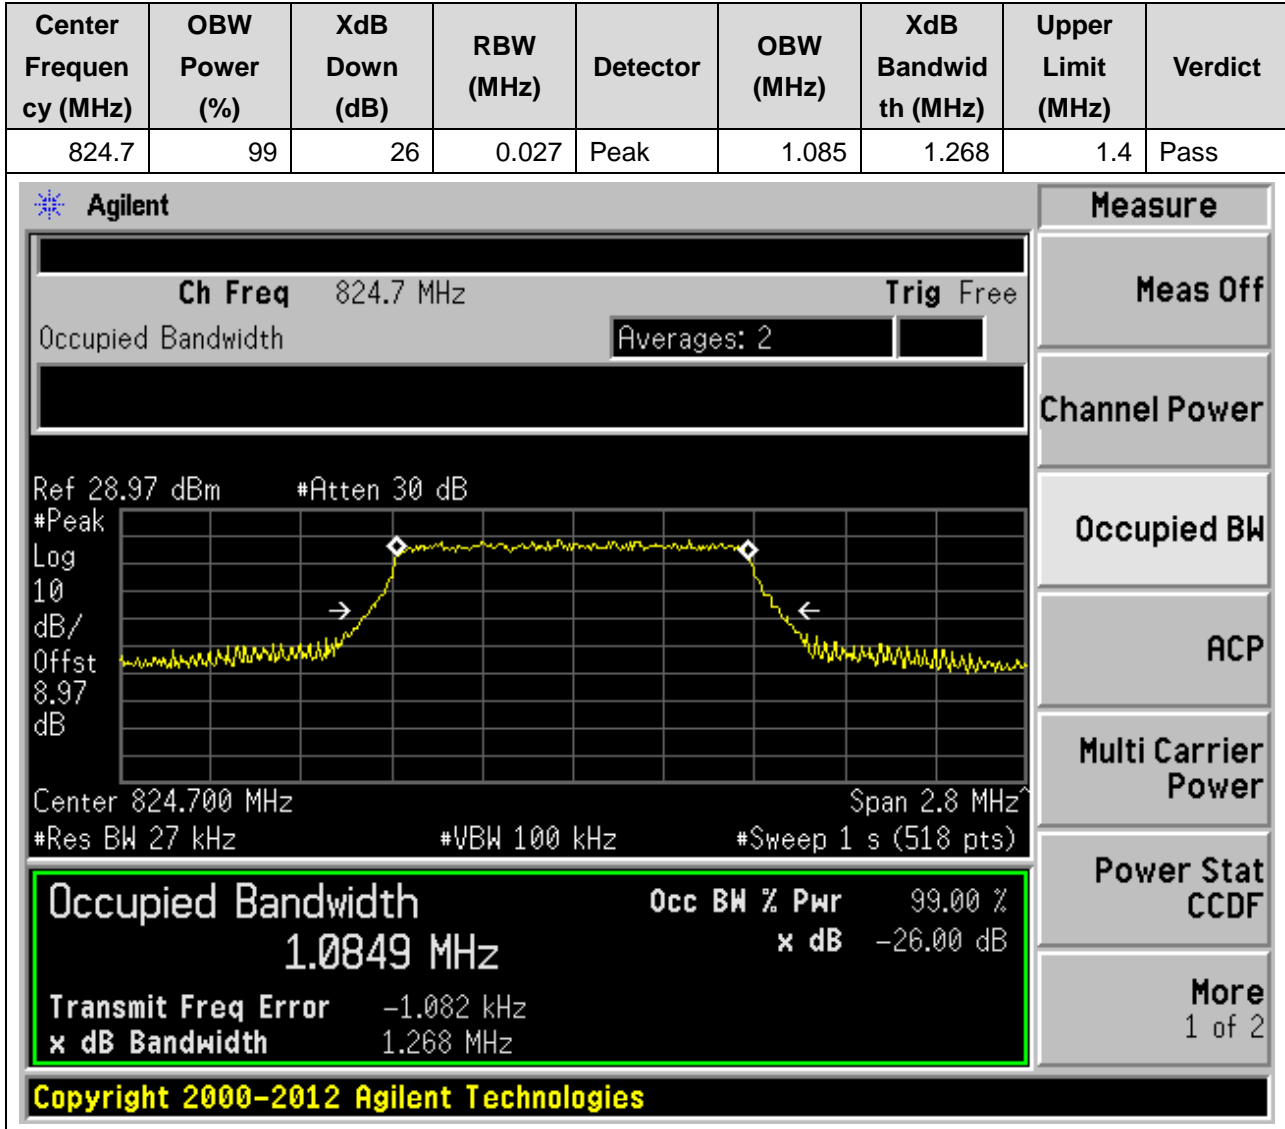 Center Frequen cy (MHz)
OBW Power (%)
XdB Down (dB)
RBW (MHz)
Detector
OBW (MHz)
XdB Bandwid th (MHz)
Upper Limit (MHz)
Verdict
824.7 99 26 0.027 Peak 1.085 1.268 1.4 Pass
Agilent
Measure
Ch Freq 824.7 MHz Trig Free
Occupied Bandwidth Averages: 2
Ref 28.97 dBm #Atten 30 dB
#Peak
Log
10
dB/
Offst
8.97
dB
Center 824.700 MHz Span 2.8 MHz^
#Res BW 27 kHz #VBW 100 kHz #Sweep 1 s (518 pts)
Occupied Bandwidth Occ BW % Pwr 99.00 %
1.0849 MHz x dB -26.00 dB
Transmit Freq Error -1.082 kHz
x dB Bandwidth 1.268 MHz
Meas Off
Channel Power
Occupied BW
ACP
Multi Carrier
Power
Power Stat
CCDF
More
1 of 2
Copyright 2000-2012 Agilent Technologies